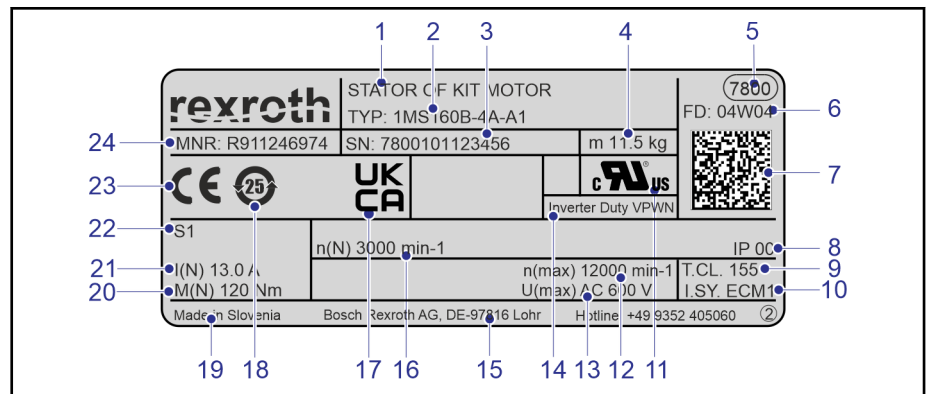 1 2 3 4 5
rexroth
STATOR OF KIT MOTOR
7800
TYP: 1MS160B-4A-A1
FD: 04W04 6
24 MNR: R911246974 SN: 7800101123456 m 11.5 kg
23 CE 25 UK CA c RU ® US 7
Inverter Duty VPWN
22 S1
n(N) 3000 min-1 IP 00 8
21 I(N) 13.0 A n(max) 12000 min-1 T.CL. 155 9
20 M(N) 120 Nm U(max) AC 600 V I.SY. ECM1 10
Made in Slovenia Bosch Rexroth AG, DE-97816 Lohr Hotline +49 9352 405060 2
19 18 17 16 15 14 13 12 11